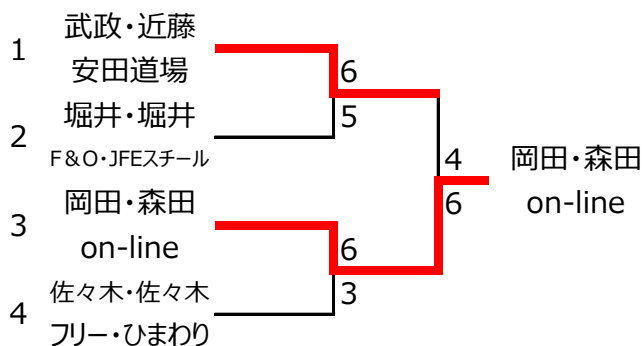 1
武政・近藤
安田道場
2
堀井・堀井
F&O・JFEスチール
3
岡田・森田
on-line
4
佐々木・佐々木
フリー・ひまわり
6
5
6
3
4
6
岡田・森田
on-line